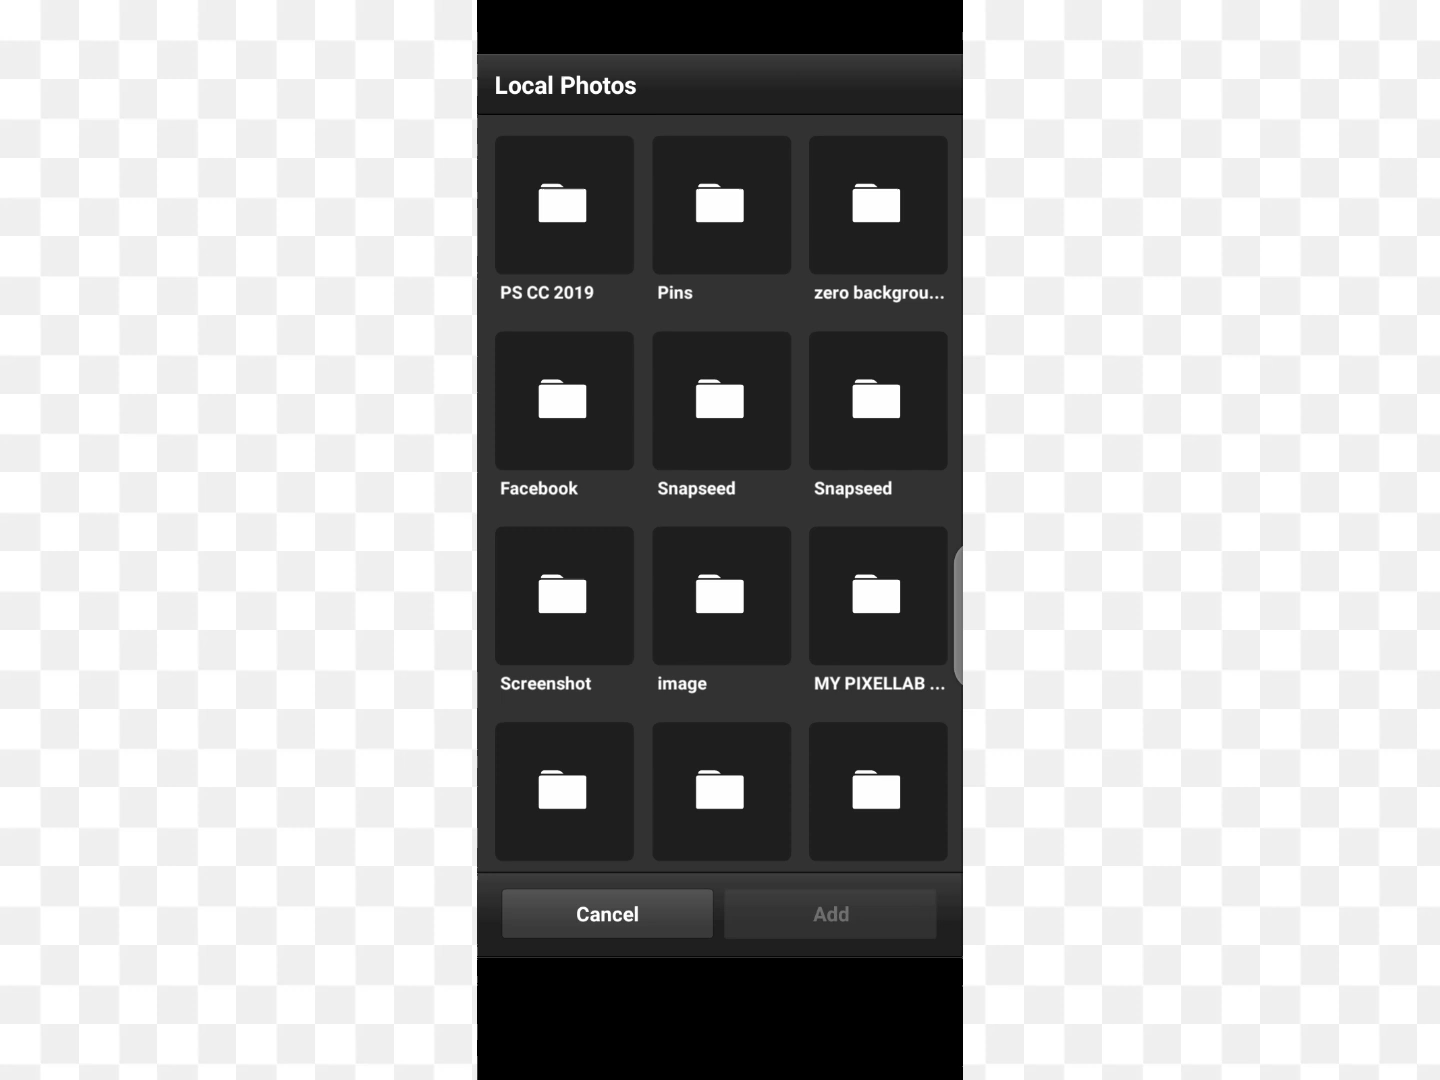 Local Photos
PS CC 2019
Pins
zero backgrou...
Facebook
Snapseed
Snapseed
Screenshot
image
MY PIXELLAB ...
Cancel
Add